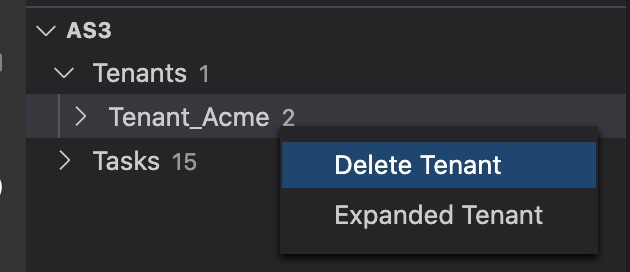 AS3
Tenants 1
Tenant_Acme 2
Tasks 15
Delete Tenant
Expanded Tenant